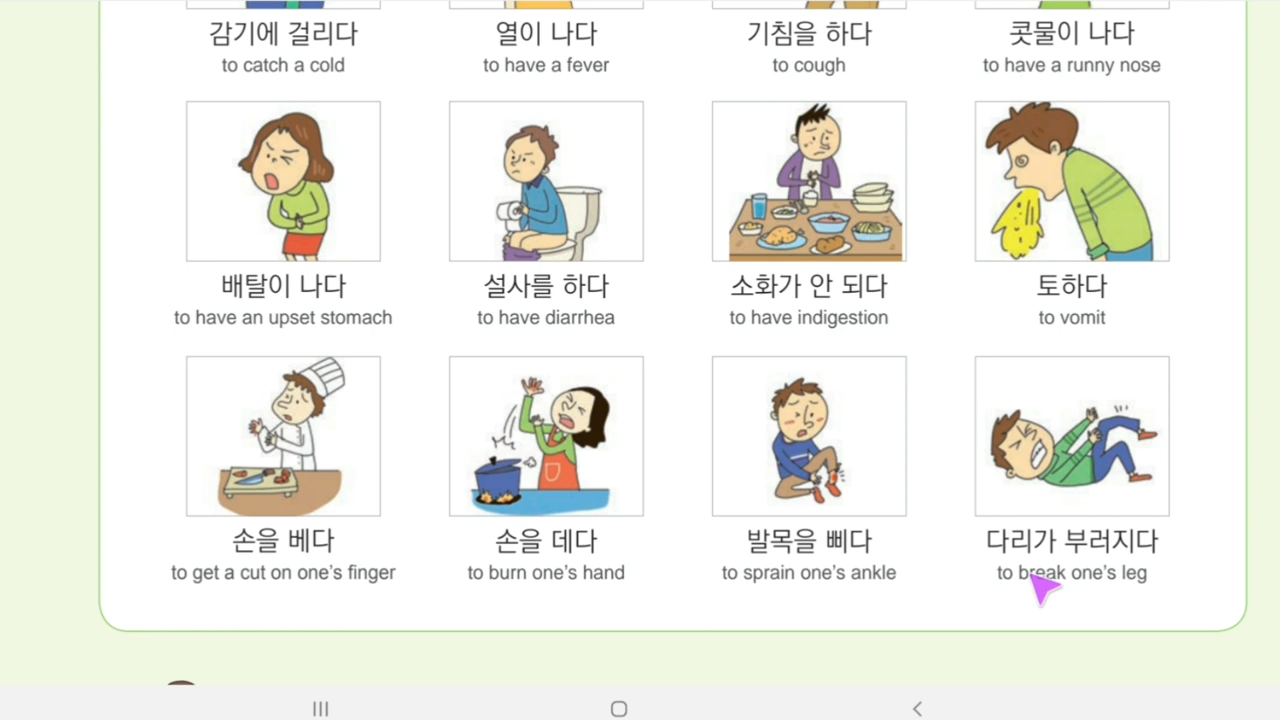 감기에 걸리다
to catch a cold
열이 나다
to have a fever
기침을 하다
to cough
콧물이 나다
to have a runny nose
배탈이 나다
to have an upset stomach
설사를 하다
to have diarrhea
소화가 안 되다
to have indigestion
토하다
to vomit
손을 베다
to get a cut on one's finger
손을 데다
to burn one's hand
발목을 삐다
to sprain one's ankle
다리가 부러지다
to break one's leg